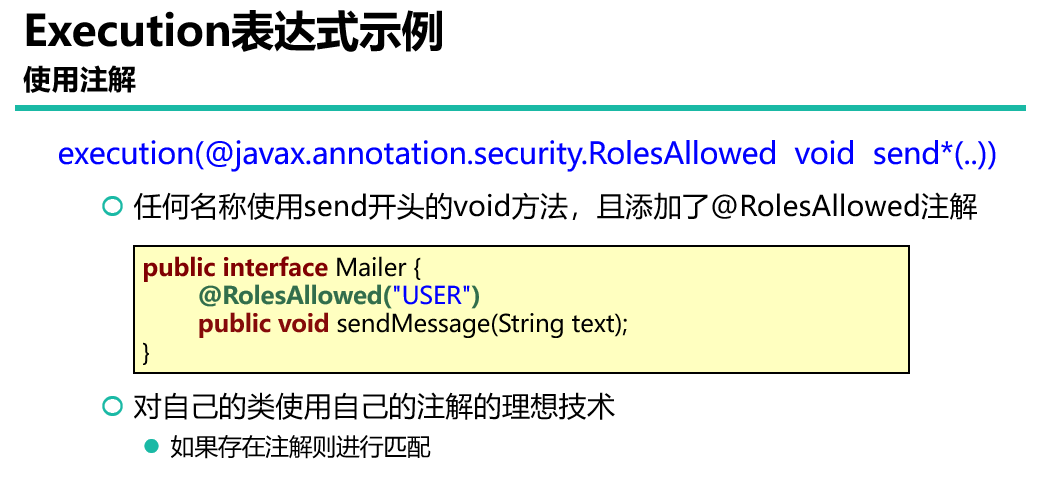 Execution表达式示例
使用注解
execution(@javax.annotation.security.RolesAllowed void send*(..))
任何名称使用send开头的void方法，且添加了@RolesAllowed注解
public interface Mailer {
@RolesAllowed("USER")
public void sendMessage(String text);
}
对自己的类使用自己的注解的理想技术
如果存在注解则进行匹配